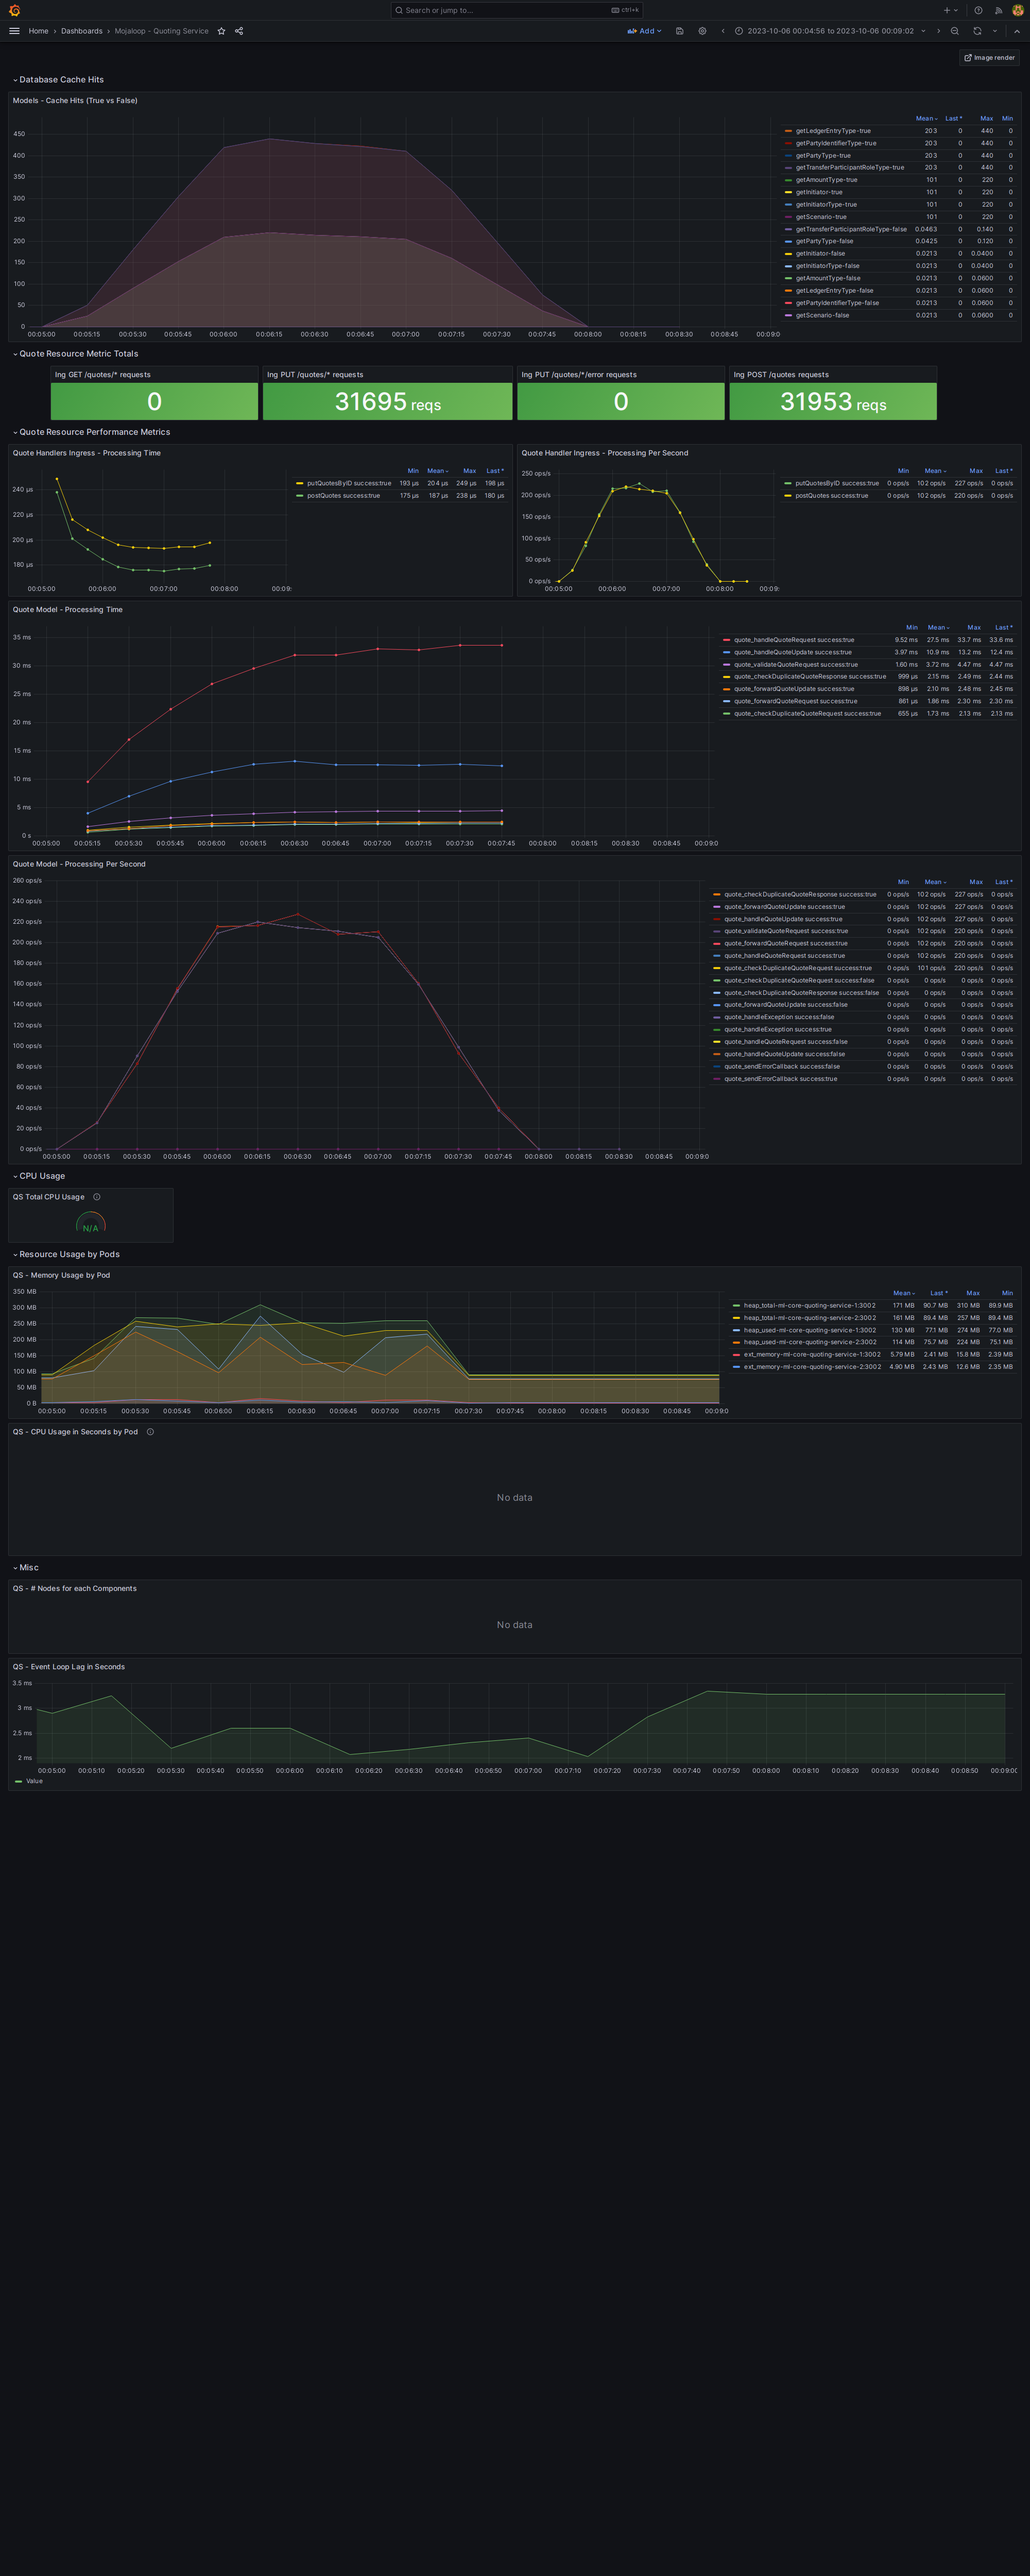 Search or jump to...
ctrl+k
Home › Dashboards › Mojaloop - Quoting Service
Add
2023-10-06 00:04:56 to 2023-10-06 00:09:02
Image render
Database Cache Hits
Models - Cache Hits (True vs False)
450
400
350
300
250
200
150
100
50
0
00:05:00 00:05:15 00:05:30 00:05:45 00:06:00 00:06:15 00:06:30 00:06:45 00:07:00 00:07:15 00:07:30 00:07:45 00:08:00 00:08:15 00:08:30 00:08:45 00:09:0
Mean Last * Max Min
getLedgerEntryType-true 203 0 440 0
getPartyIdentifierType-true 203 0 440 0
getPartyType-true 203 0 440 0
getTransferParticipantRoleType-true 203 0 440 0
getAmountType-true 101 0 220 0
getInitiator-true 101 0 220 0
getInitiatorType-true 101 0 220 0
getScenario-true 101 0 220 0
getTransferParticipantRoleType-false 0.0463 0 0.140 0
getPartyType-false 0.0425 0 0.120 0
getInitiator-false 0.0213 0 0.0400 0
getInitiatorType-false 0.0213 0 0.0400 0
getAmountType-false 0.0213 0 0.0600 0
getLedgerEntryType-false 0.0213 0 0.0600 0
getPartyIdentifierType-false 0.0213 0 0.0600 0
getScenario-false 0.0213 0 0.0600 0
Quote Resource Metric Totals
Ing GET /quotes/* requests
0
Ing PUT /quotes/* requests
31695 reqs
Ing PUT /quotes/*/error requests
0
Ing POST /quotes requests
31953 reqs
Quote Resource Performance Metrics
Quote Handlers Ingress - Processing Time
240 µs
220 µs
200 µs
180 µs
00:05:00 00:06:00 00:07:00 00:08:00 00:09:
Min Mean Max Last *
putQuotesByID success:true 193 µs 204 µs 249 µs 198 µs
postQuotes success:true 175 µs 187 µs 238 µs 180 µs
Quote Handler Ingress - Processing Per Second
250 ops/s
200 ops/s
150 ops/s
100 ops/s
50 ops/s
0 ops/s
00:05:00 00:06:00 00:07:00 00:08:00 00:09:
Min Mean Max Last *
putQuotesByID success:true 0 ops/s 102 ops/s 227 ops/s 0 ops/s
postQuotes success:true 0 ops/s 102 ops/s 220 ops/s 0 ops/s
Quote Model - Processing Time
35 ms
30 ms
25 ms
20 ms
15 ms
10 ms
5 ms
0 s
00:05:00 00:05:15 00:05:30 00:05:45 00:06:00 00:06:15 00:06:30 00:06:45 00:07:00 00:07:15 00:07:30 00:07:45 00:08:00 00:08:15 00:08:30 00:08:45 00:09:0
Min Mean Max Last *
quote_handleQuoteRequest success:true 9.52 ms 27.5 ms 33.7 ms 33.6 ms
quote_handleQuoteUpdate success:true 3.97 ms 10.9 ms 13.2 ms 12.4 ms
quote_validateQuoteRequest success:true 1.60 ms 3.72 ms 4.47 ms 4.47 ms
quote_checkDuplicateQuoteResponse success:true 999 µs 2.15 ms 2.49 ms 2.44 ms
quote_forwardQuoteUpdate success:true 898 µs 2.10 ms 2.48 ms 2.45 ms
quote_forwardQuoteRequest success:true 861 µs 1.86 ms 2.30 ms 2.30 ms
quote_checkDuplicateQuoteRequest success:true 655 µs 1.73 ms 2.13 ms 2.13 ms
Quote Model - Processing Per Second
260 ops/s
240 ops/s
220 ops/s
200 ops/s
180 ops/s
160 ops/s
140 ops/s
120 ops/s
100 ops/s
80 ops/s
60 ops/s
40 ops/s
20 ops/s
0 ops/s
00:05:00 00:05:15 00:05:30 00:05:45 00:06:00 00:06:15 00:06:30 00:06:45 00:07:00 00:07:15 00:07:30 00:07:45 00:08:00 00:08:15 00:08:30 00:08:45 00:09:0
Min Mean Max Last *
quote_checkDuplicateQuoteResponse success:true 0 ops/s 102 ops/s 227 ops/s 0 ops/s
quote_forwardQuoteUpdate success:true 0 ops/s 102 ops/s 227 ops/s 0 ops/s
quote_handleQuoteUpdate success:true 0 ops/s 102 ops/s 227 ops/s 0 ops/s
quote_validateQuoteRequest success:true 0 ops/s 102 ops/s 220 ops/s 0 ops/s
quote_forwardQuoteRequest success:true 0 ops/s 102 ops/s 220 ops/s 0 ops/s
quote_handleQuoteRequest success:true 0 ops/s 102 ops/s 220 ops/s 0 ops/s
quote_checkDuplicateQuoteRequest success:true 0 ops/s 101 ops/s 220 ops/s 0 ops/s
quote_checkDuplicateQuoteRequest success:false 0 ops/s 0 ops/s 0 ops/s 0 ops/s
quote_checkDuplicateQuoteResponse success:false 0 ops/s 0 ops/s 0 ops/s 0 ops/s
quote_forwardQuoteUpdate success:false 0 ops/s 0 ops/s 0 ops/s 0 ops/s
quote_handleException success:false 0 ops/s 0 ops/s 0 ops/s 0 ops/s
quote_handleException success:true 0 ops/s 0 ops/s 0 ops/s 0 ops/s
quote_handleQuoteRequest success:false 0 ops/s 0 ops/s 0 ops/s 0 ops/s
quote_handleQuoteUpdate success:false 0 ops/s 0 ops/s 0 ops/s 0 ops/s
quote_sendErrorCallback success:false 0 ops/s 0 ops/s 0 ops/s 0 ops/s
quote_sendErrorCallback success:true 0 ops/s 0 ops/s 0 ops/s 0 ops/s
CPU Usage
QS Total CPU Usage
N/A
Resource Usage by Pods
QS - Memory Usage by Pod
350 MB
300 MB
250 MB
200 MB
150 MB
100 MB
50 MB
0 B
00:05:00 00:05:15 00:05:30 00:05:45 00:06:00 00:06:15 00:06:30 00:06:45 00:07:00 00:07:15 00:07:30 00:07:45 00:08:00 00:08:15 00:08:30 00:08:45 00:09:0
Mean Last * Max Min
heap_total-ml-core-quoting-service-1:3002 171 MB 90.7 MB 310 MB 89.9 MB
heap_total-ml-core-quoting-service-2:3002 161 MB 89.4 MB 257 MB 89.4 MB
heap_used-ml-core-quoting-service-1:3002 130 MB 77.1 MB 274 MB 77.0 MB
heap_used-ml-core-quoting-service-2:3002 114 MB 75.7 MB 224 MB 75.1 MB
ext_memory-ml-core-quoting-service-1:3002 5.79 MB 2.41 MB 15.8 MB 2.39 MB
ext_memory-ml-core-quoting-service-2:3002 4.90 MB 2.43 MB 12.6 MB 2.35 MB
QS - CPU Usage in Seconds by Pod
No data
Misc
QS - # Nodes for each Components
No data
QS - Event Loop Lag in Seconds
3.5 ms
3 ms
2.5 ms
2 ms
00:05:00 00:05:10 00:05:20 00:05:30 00:05:40 00:05:50 00:06:00 00:06:10 00:06:20 00:06:30 00:06:40 00:06:50 00:07:00 00:07:10 00:07:20 00:07:30 00:07:40 00:07:50 00:08:00 00:08:10 00:08:20 00:08:30 00:08:40 00:08:50 00:09:00
Value